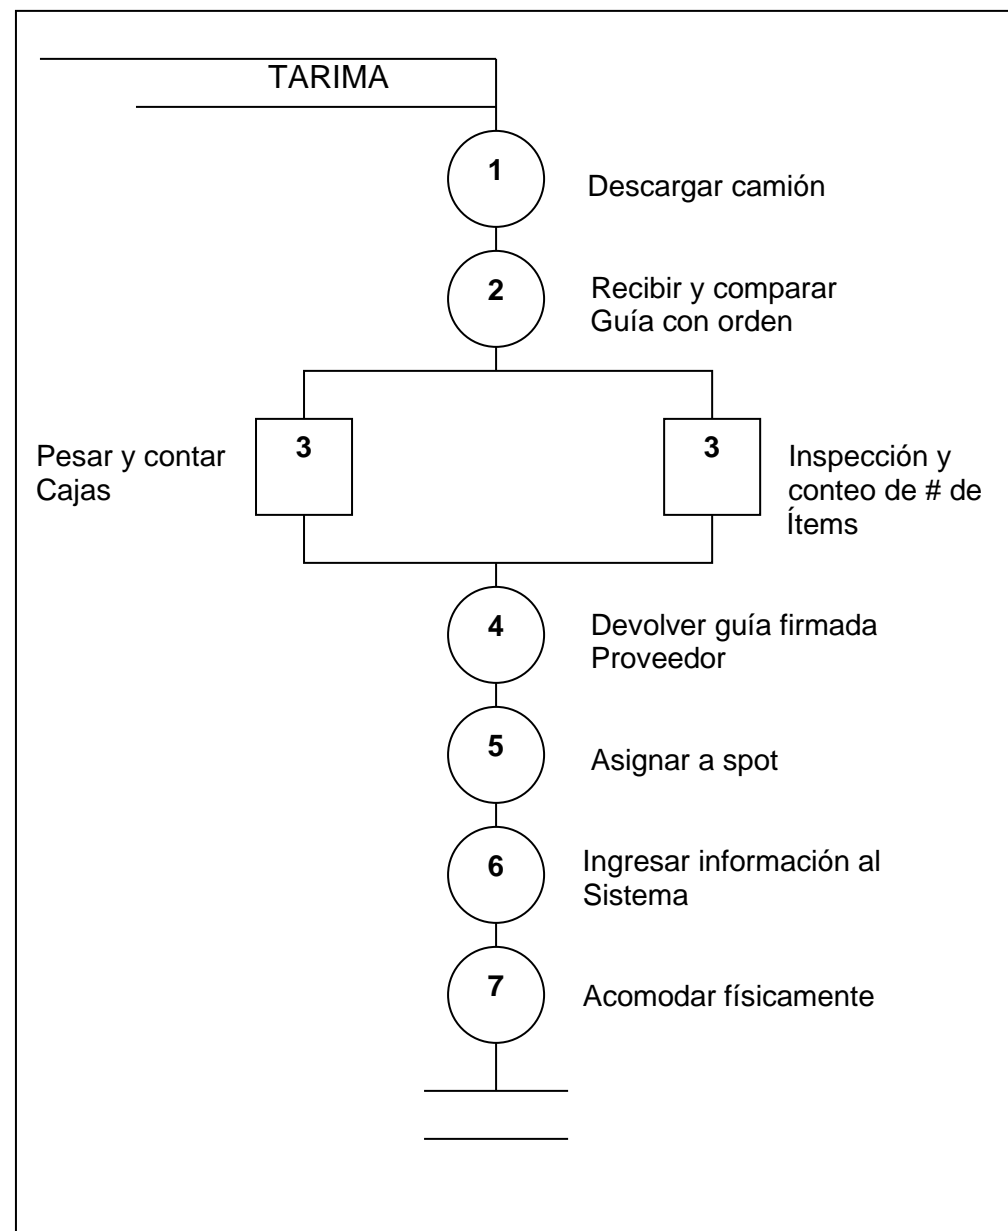 TARIMA
1
Descargar camión
2
Recibir y comparar
Guía con orden
Pesar y contar
Cajas
3
3
Inspección y
conteo de # de
Ítems
4
Devolver guía firmada
Proveedor
5
Asignar a spot
6
Ingresar información al
Sistema
7
Acomodar físicamente